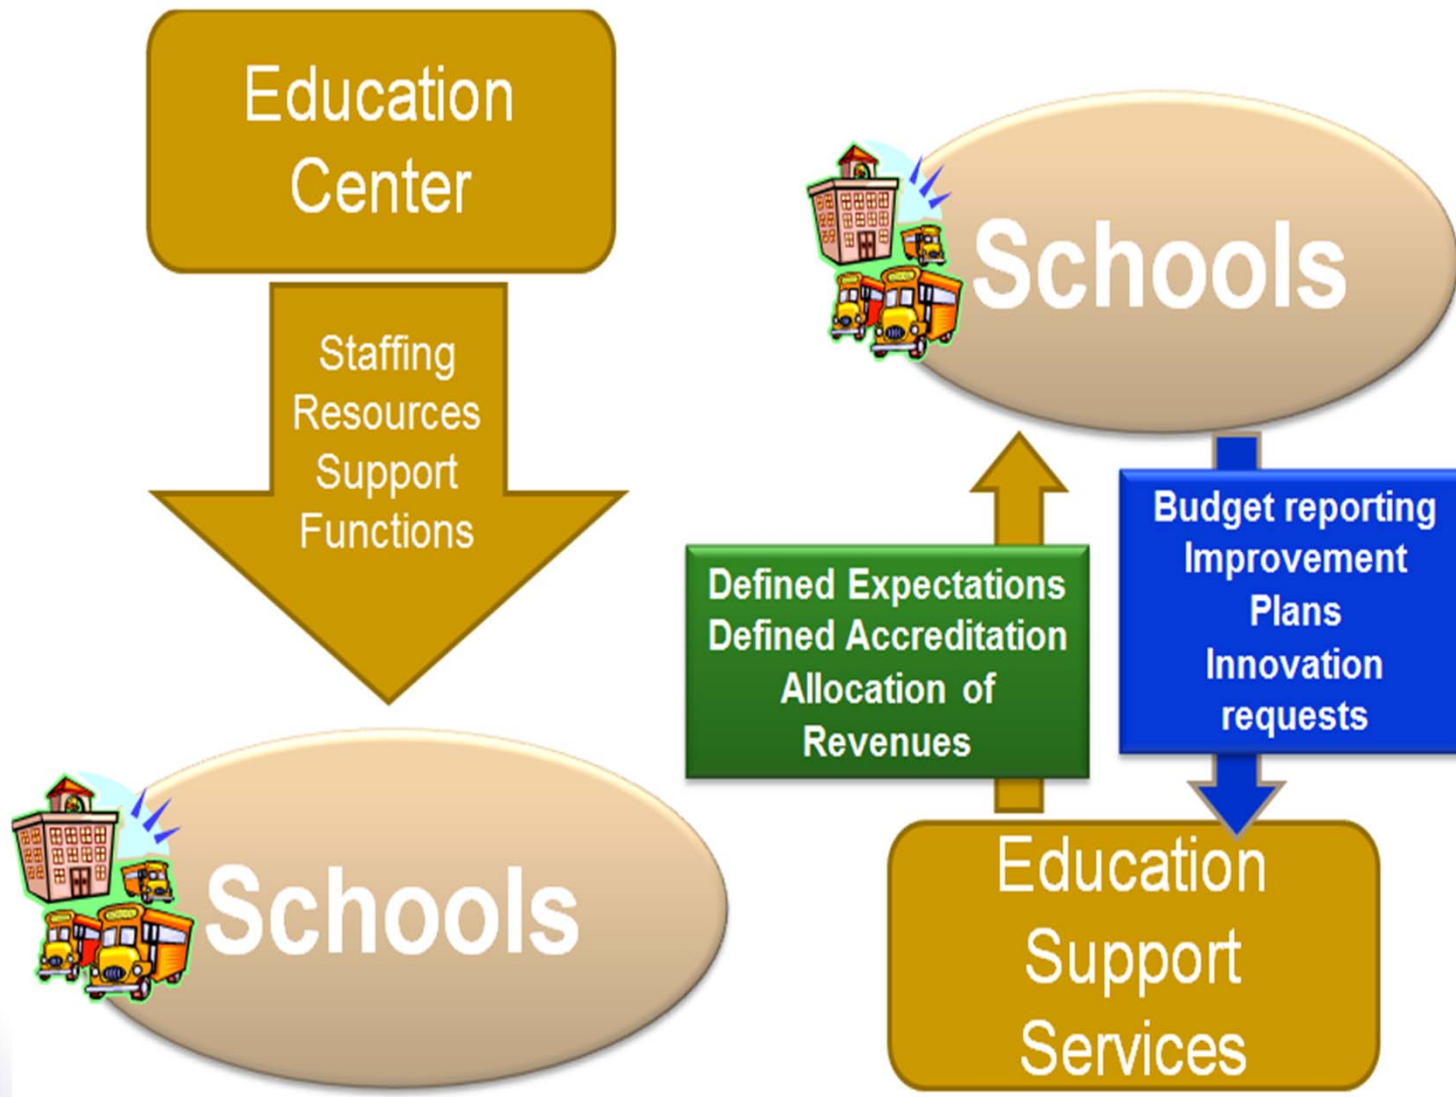 Education
Center
Staffing
Resources
Support
Functions
Schools
Schools
Defined Expectations
Defined Accreditation
Allocation of
Revenues
Budget reporting
Improvement
Plans
Innovation
requests
Education
Support
Services